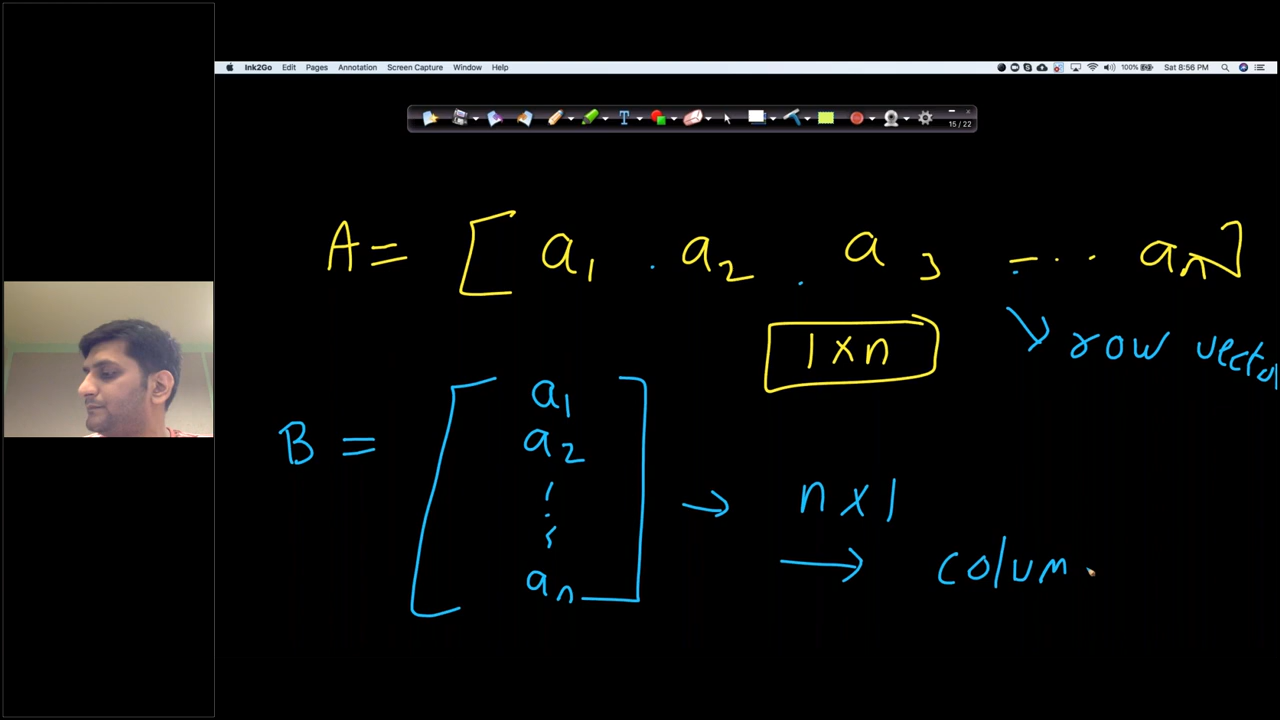 Ink2Go Edit Pages Annotation Screen Capture Window Help 100% Sat 8:56 PM
T
15 / 22
A = [ a1 . a2 . a3 - . . . an ]
1 x n
row vector
B = [ a1
a2
an ] → n x 1
→ colum